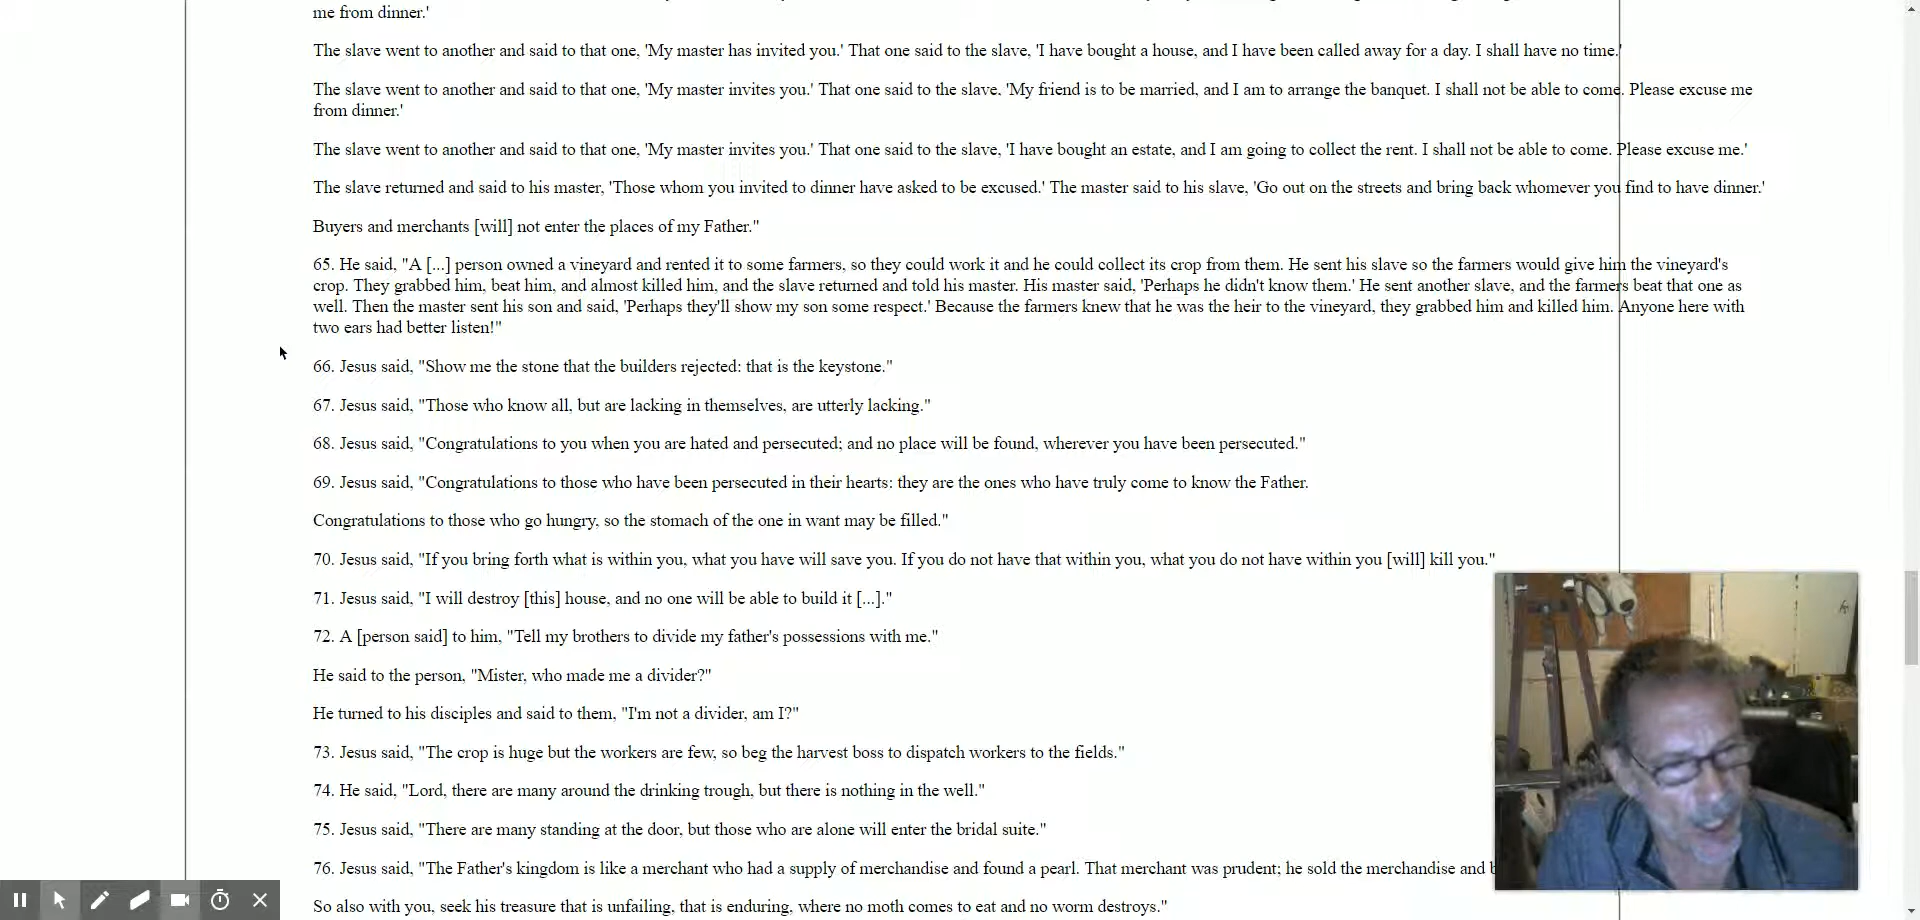 me from dinner.'
The slave went to another and said to that one, 'My master has invited you.' That one said to the slave, 'I have bought a house, and I have been called away for a day. I shall have no time.'
The slave went to another and said to that one, 'My master invites you.' That one said to the slave, 'My friend is to be married, and I am to arrange the banquet. I shall not be able to come. Please excuse me
from dinner.'
The slave went to another and said to that one, 'My master invites you.' That one said to the slave, 'I have bought an estate, and I am going to collect the rent. I shall not be able to come. Please excuse me.'
The slave returned and said to his master, 'Those whom you invited to dinner have asked to be excused.' The master said to his slave, 'Go out on the streets and bring back whomever you find to have dinner.'
Buyers and merchants [will] not enter the places of my Father."
65. He said, "A [...] person owned a vineyard and rented it to some farmers, so they could work it and he could collect its crop from them. He sent his slave so the farmers would give him the vineyard's
crop. They grabbed him, beat him, and almost killed him, and the slave returned and told his master. His master said, 'Perhaps he didn't know them.' He sent another slave, and the farmers beat that one as
well. Then the master sent his son and said, 'Perhaps they'll show my son some respect.' Because the farmers knew that he was the heir to the vineyard, they grabbed him and killed him. Anyone here with
two ears had better listen!"
66. Jesus said, "Show me the stone that the builders rejected: that is the keystone."
67. Jesus said, "Those who know all, but are lacking in themselves, are utterly lacking."
68. Jesus said, "Congratulations to you when you are hated and persecuted; and no place will be found, wherever you have been persecuted."
69. Jesus said, "Congratulations to those who have been persecuted in their hearts: they are the ones who have truly come to know the Father.
Congratulations to those who go hungry, so the stomach of the one in want may be filled."
70. Jesus said, "If you bring forth what is within you, what you have will save you. If you do not have that within you, what you do not have within you [will] kill you."
71. Jesus said, "I will destroy [this] house, and no one will be able to build it [...]."
72. A [person said] to him, "Tell my brothers to divide my father's possessions with me."
He said to the person, "Mister, who made me a divider?"
He turned to his disciples and said to them, "I'm not a divider, am I?"
73. Jesus said, "The crop is huge but the workers are few, so beg the harvest boss to dispatch workers to the fields."
74. He said, "Lord, there are many around the drinking trough, but there is nothing in the well."
75. Jesus said, "There are many standing at the door, but those who are alone will enter the bridal suite."
76. Jesus said, "The Father's kingdom is like a merchant who had a supply of merchandise and found a pearl. That merchant was prudent; he sold the merchandise and
So also with you, seek his treasure that is unfailing, that is enduring, where no moth comes to eat and no worm destroys."